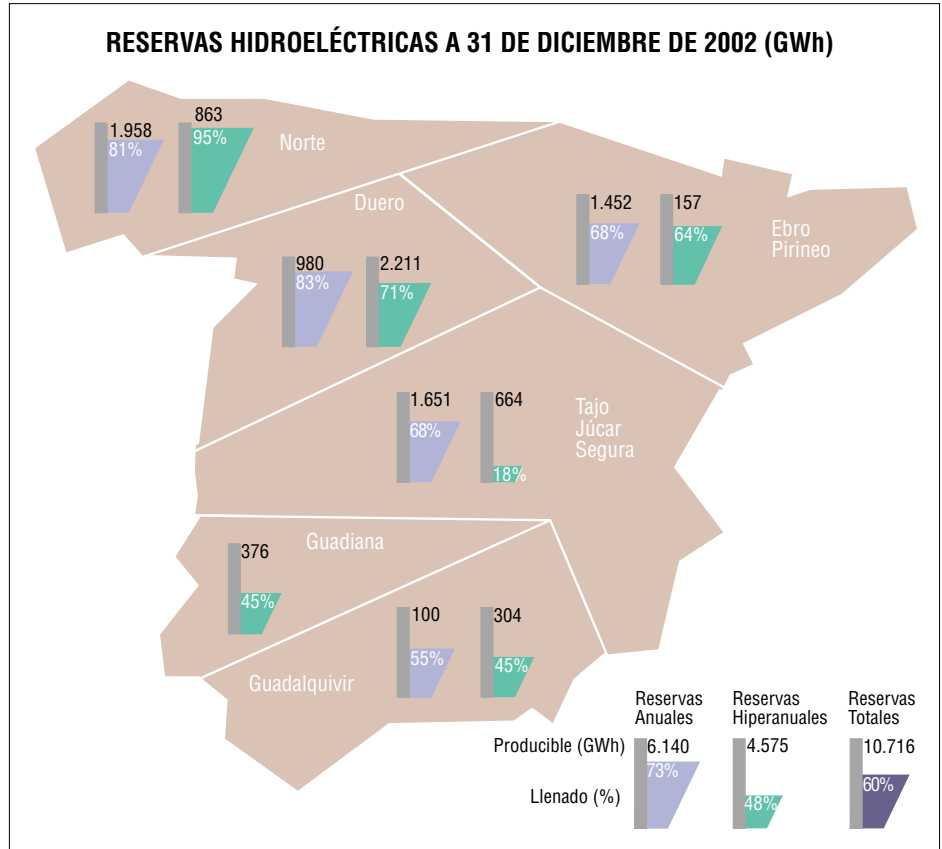 RESERVAS HIDROELÉCTRICAS A 31 DE DICIEMBRE DE 2002 (GWh)
1.958
81%
863
95%
Norte
Duero
980
83%
2.211
71%
1.452
68%
157
64%
Ebro
Pirineo
1.651
68%
664
18%
Tajo
Júcar
Segura
376
45%
Guadiana
100
55%
304
45%
Guadalquivir
Reservas
Anuales
Reservas
Hiperanuales
Reservas
Totales
Producible (GWh)
6.140
4.575
10.716
Llenado (%)
73%
48%
60%